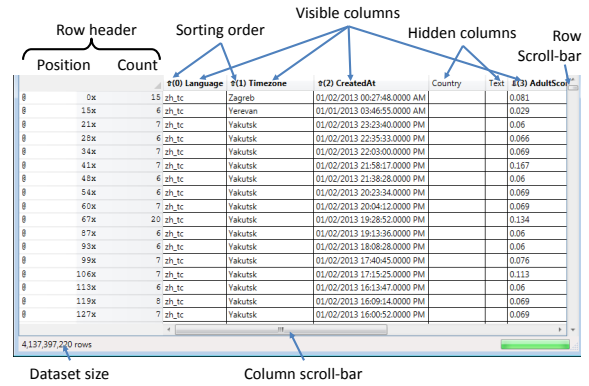 Visible columns
Row header
Sorting order
Hidden columns
Row
Scroll-bar
Position
Count
⇑(0) Language ⇑(1) Timezone ⇑(2) CreatedAt Country Text ⇑(3) AdultScor
0x 15 zh_tc Zagreb 01/02/2013 00:27:48.0000 AM 0.081
15x 6 zh_tc Yerevan 01/01/2013 03:46:55.0000 AM 0.029
21x 7 zh_tc Yakutsk 01/02/2013 23:23:40.0000 PM 0.06
28x 6 zh_tc Yakutsk 01/02/2013 22:35:33.0000 PM 0.066
34x 7 zh_tc Yakutsk 01/02/2013 22:03:00.0000 PM 0.069
41x 7 zh_tc Yakutsk 01/02/2013 21:58:17.0000 PM 0.167
48x 6 zh_tc Yakutsk 01/02/2013 21:38:28.0000 PM 0.06
54x 6 zh_tc Yakutsk 01/02/2013 20:23:34.0000 PM 0.069
60x 7 zh_tc Yakutsk 01/02/2013 20:04:12.0000 PM 0.069
67x 20 zh_tc Yakutsk 01/02/2013 19:28:52.0000 PM 0.134
87x 6 zh_tc Yakutsk 01/02/2013 19:13:36.0000 PM 0.06
93x 6 zh_tc Yakutsk 01/02/2013 18:08:28.0000 PM 0.06
99x 7 zh_tc Yakutsk 01/02/2013 17:40:45.0000 PM 0.076
106x 7 zh_tc Yakutsk 01/02/2013 17:15:25.0000 PM 0.113
113x 6 zh_tc Yakutsk 01/02/2013 16:13:47.0000 PM 0.06
119x 8 zh_tc Yakutsk 01/02/2013 16:09:14.0000 PM 0.069
127x 7 zh_tc Yakutsk 01/02/2013 16:00:52.0000 PM 0.069
4,137,397,220 rows
Dataset size
Column scroll-bar